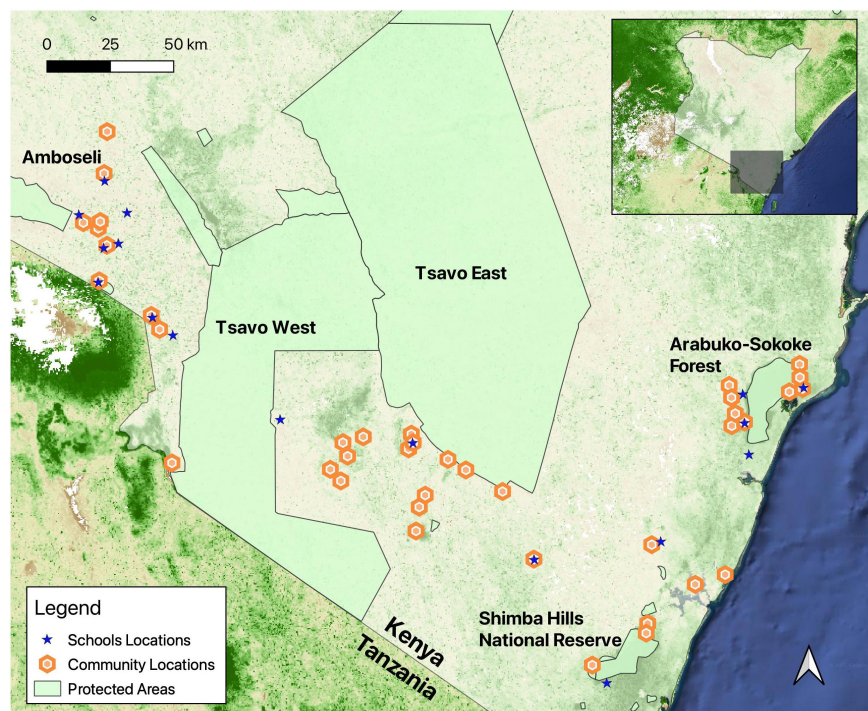 0 25 50 km
Amboseli
Tsavo East
Tsavo West
Arabuko-Sokoke
Forest
Shimba Hills
National Reserve
Kenya
Tanzania
Legend
Schools Locations
Community Locations
Protected Areas